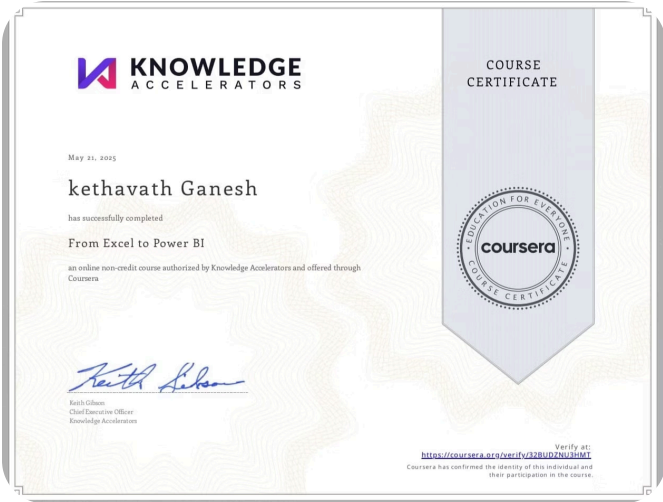 KNOWLEDGE
ACCELERATORS
COURSE
CERTIFICATE
May 21, 2025
kethavath Ganesh
has successfully completed
From Excel to Power BI
an online non-credit course authorized by Knowledge Accelerators and offered through
Coursera
EDUCATION FOR EVERYONE
coursera
COURSE CERTIFICATE
Keith Gibson
Keith Gibson
Chief Executive Officer
Knowledge Accelerators
Verify at:
https://coursera.org/verify/32BUDZNU3HMT
Coursera has confirmed the identity of this individual and
their participation in the course.